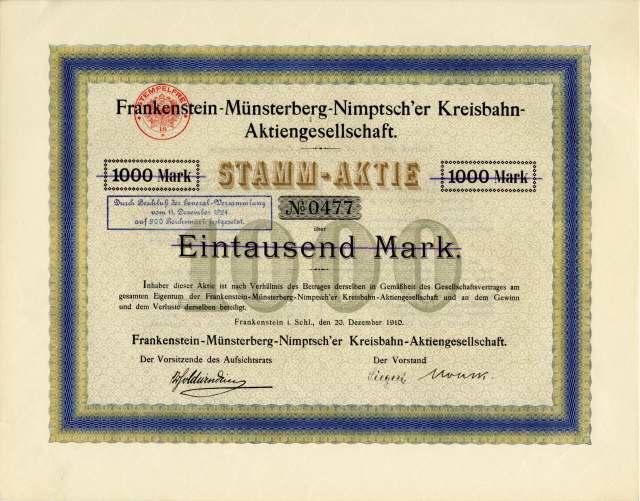 STEMPELFREI
Frankenstein-Münsterberg-Nimptsch'er Kreisbahn-
Aktiengesellschaft.
1000 Mark
STAMM-AKTIE
1000 Mark
Durch Beschluß der General-Versammlung
vom 11. Dezember 1924
auf 500 Reichsmark festgesetzt.
№ 0477
über
1000
Eintausend Mark.
Inhaber dieser Aktie ist nach Verhältnis des Betrages derselben in Gemäßheit des Gesellschaftsvertrages am
gesamten Eigentum der Frankenstein-Münsterberg-Nimptsch'er Kreisbahn-Aktiengesellschaft und an dem Gewinn
und dem Verluste derselben beteiligt.
Frankenstein i. Schl., den 20. Dezember 1910.
Frankenstein-Münsterberg-Nimptsch'er Kreisbahn-Aktiengesellschaft.
Der Vorsitzende des Aufsichtsrats
Der Vorstand